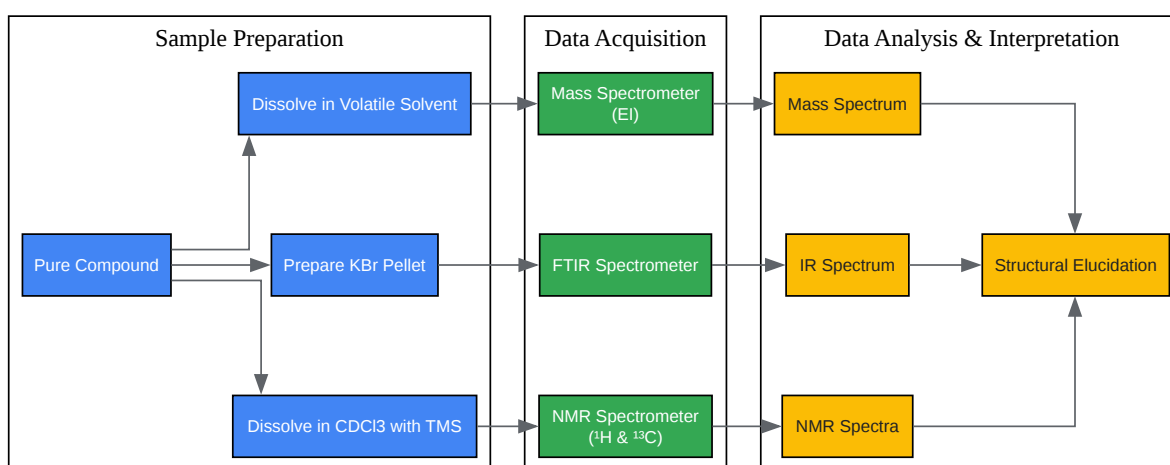 Sample Preparation
Data Acquisition
Data Analysis & Interpretation
Dissolve in Volatile Solvent
Mass Spectrometer
(EI)
Mass Spectrum
Pure Compound
Prepare KBr Pellet
FTIR Spectrometer
IR Spectrum
Structural Elucidation
Dissolve in CDCl3 with TMS
NMR Spectrometer
(¹H & ¹³C)
NMR Spectra